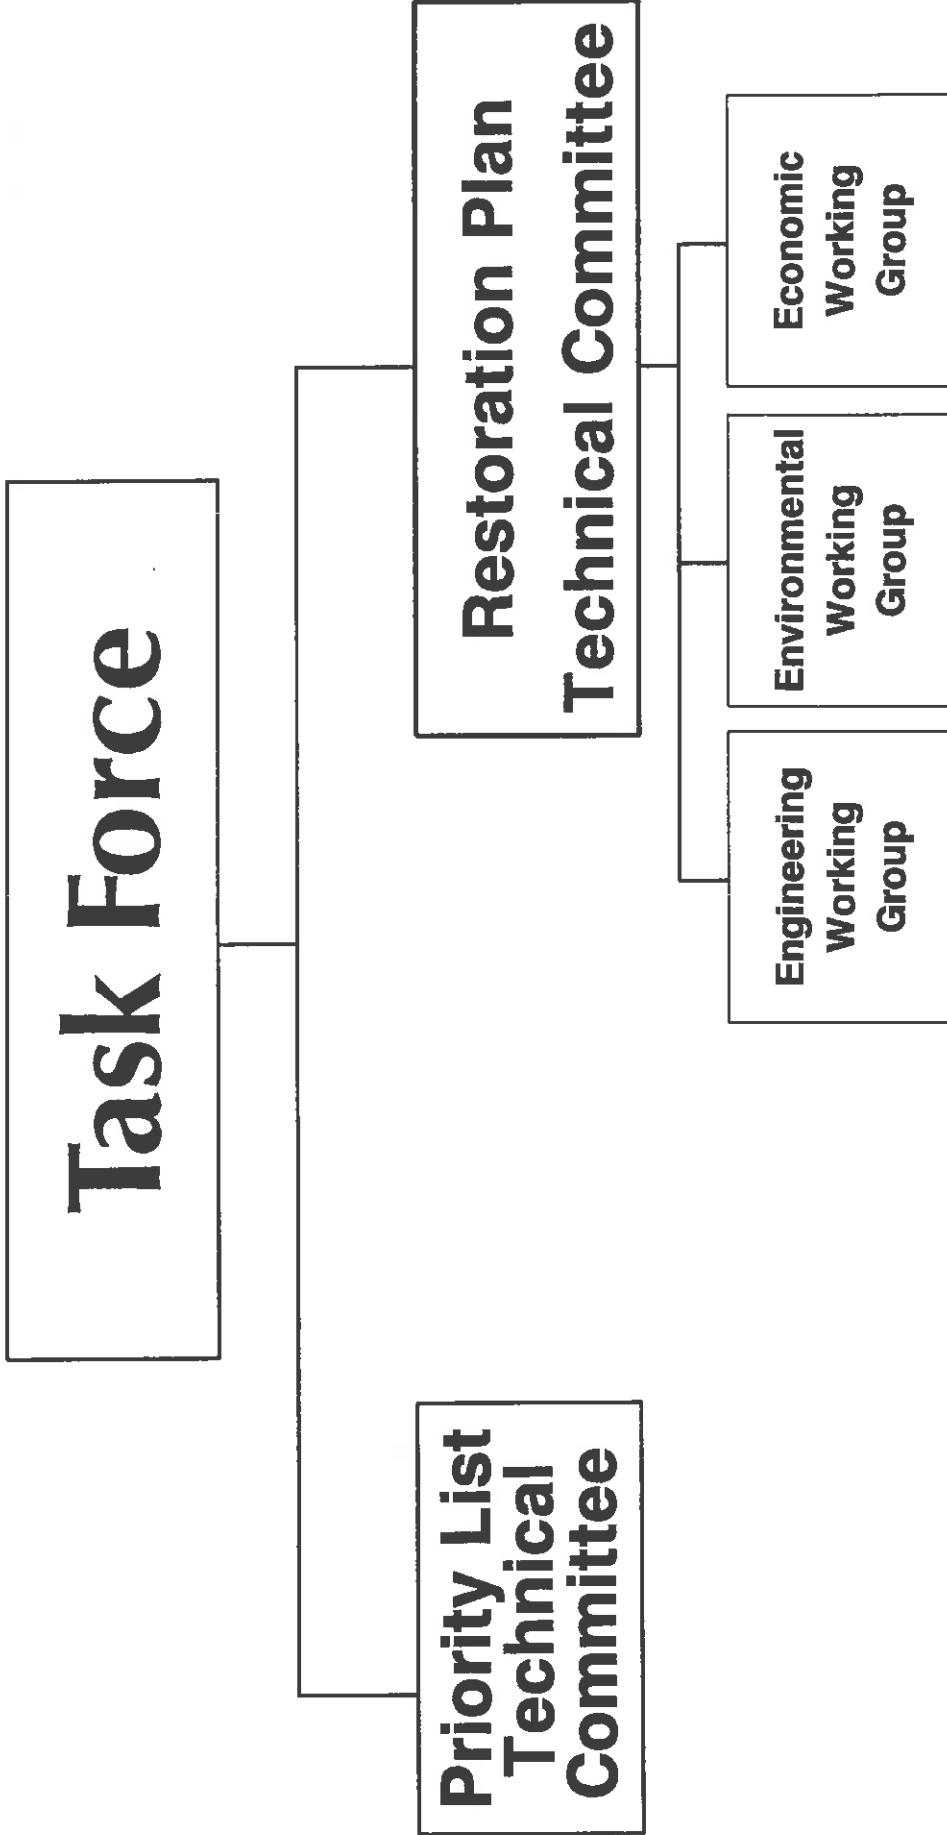 Task Force
Priority List
Technical
Committee
Restoration Plan
Technical Committee
Engineering
Working
Group
Environmental
Working
Group
Economic
Working
Group